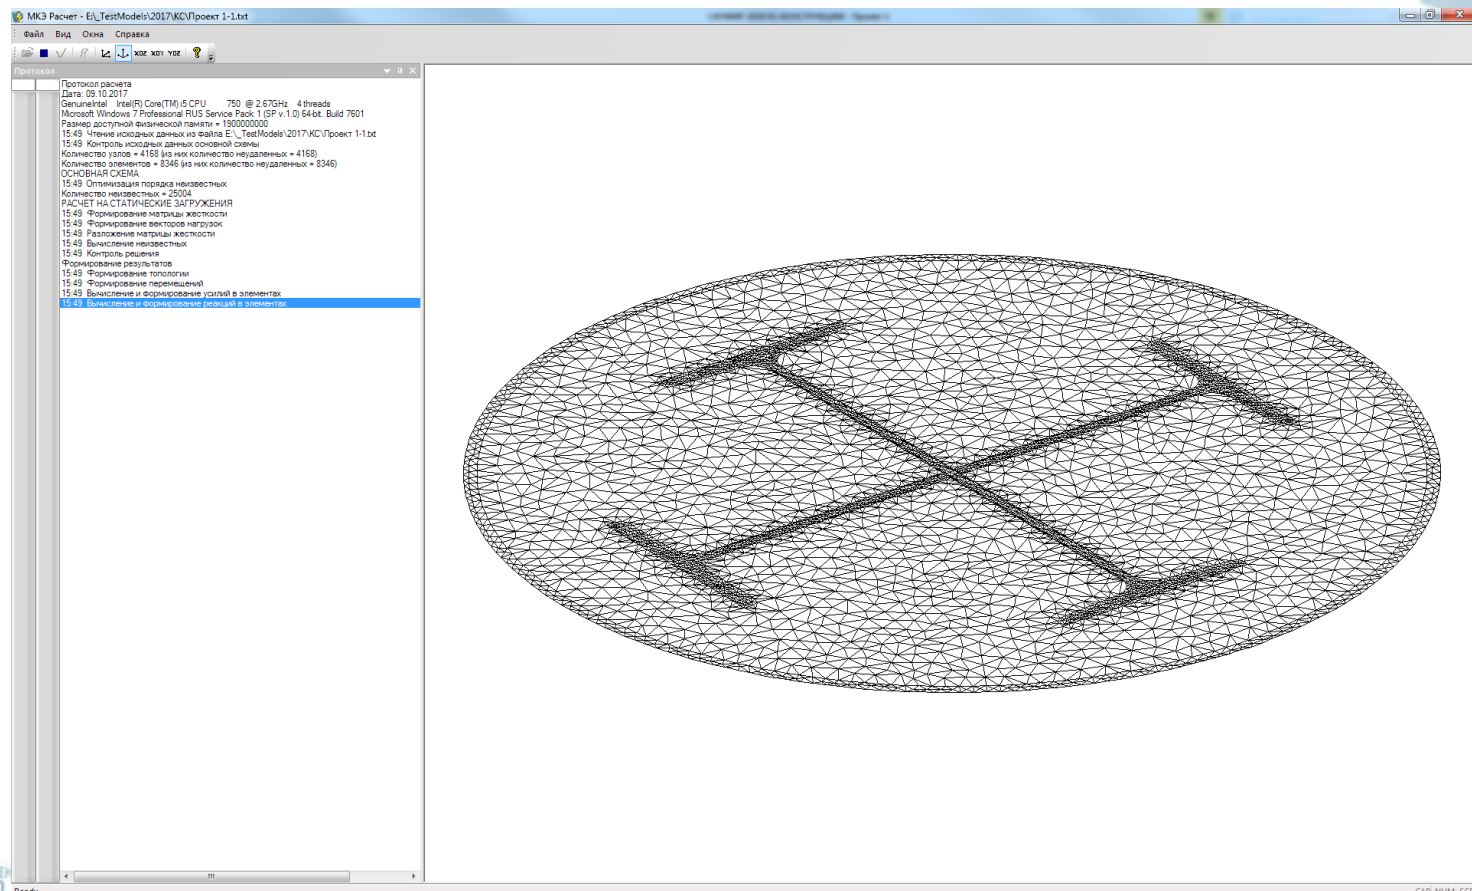 МКЭ Расчет - E:\_TestModels\2017\КС\Проект 1-1.txt
Файл Вид Окна Справка
XOZ XOY YOZ
Протокол
Протокол расчета
Дата: 09.10.2017
GenuineIntel Intel(R) Core(TM) i5 CPU 750 @ 2.67GHz 4 threads
Microsoft Windows 7 Professional RUS Service Pack 1 (SP v.1.0) 64-bit. Build 7601
Размер доступной физической памяти = 1900000000
15:49 Чтение исходных данных из файла E:\_TestModels\2017\КС\Проект 1-1.txt
15:49 Контроль исходных данных основной схемы
Количество узлов = 4168 (из них количество неудаленных = 4168)
Количество элементов = 8346 (из них количество неудаленных = 8346)
ОСНОВНАЯ СХЕМА
15:49 Оптимизация порядка неизвестных
Количество неизвестных = 25004
РАСЧЕТ НА СТАТИЧЕСКИЕ ЗАГРУЖЕНИЯ
15:49 Формирование матрицы жесткости
15:49 Формирование векторов нагрузок
15:49 Разложение матрицы жесткости
15:49 Вычисление неизвестных
15:49 Контроль решения
Формирование результатов
15:49 Формирование топологии
15:49 Формирование перемещений
15:49 Вычисление и формирование усилий в элементах
15:49 Вычисление и формирование реакций в элементах